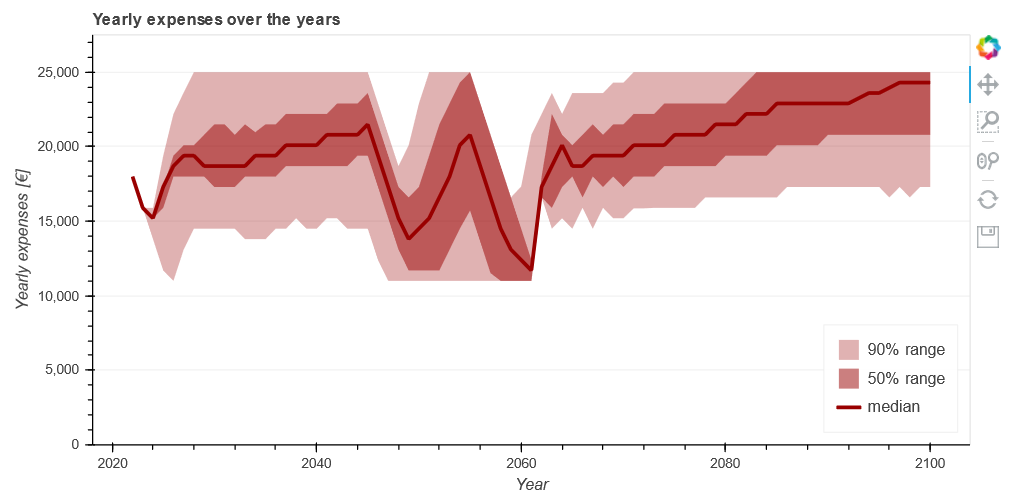 Yearly expenses over the years
25,000
20,000
15,000
10,000
5,000
0
Yearly expenses [€]
90% range
50% range
median
2020 2040 2060 2080 2100
Year